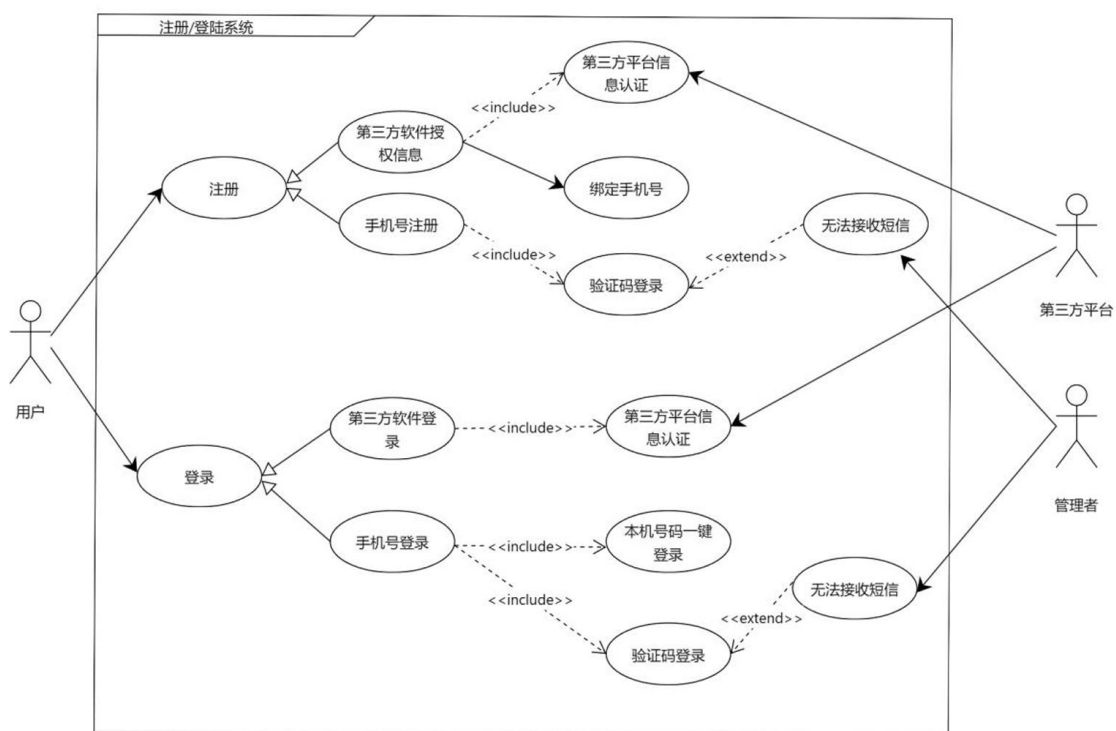 注册/登陆系统
第三方平台信
息认证
<<include>>
第三方软件授
权信息
注册
绑定手机号
手机号注册
<<include>>
无法接收短信
<<extend>>
验证码登录
第三方平台
用户
第三方软件登
录
<<include>>
第三方平台信
息认证
登录
管理者
手机号登录
<<include>>
本机号码一键
登录
<<include>>
无法接收短信
<<extend>>
验证码登录